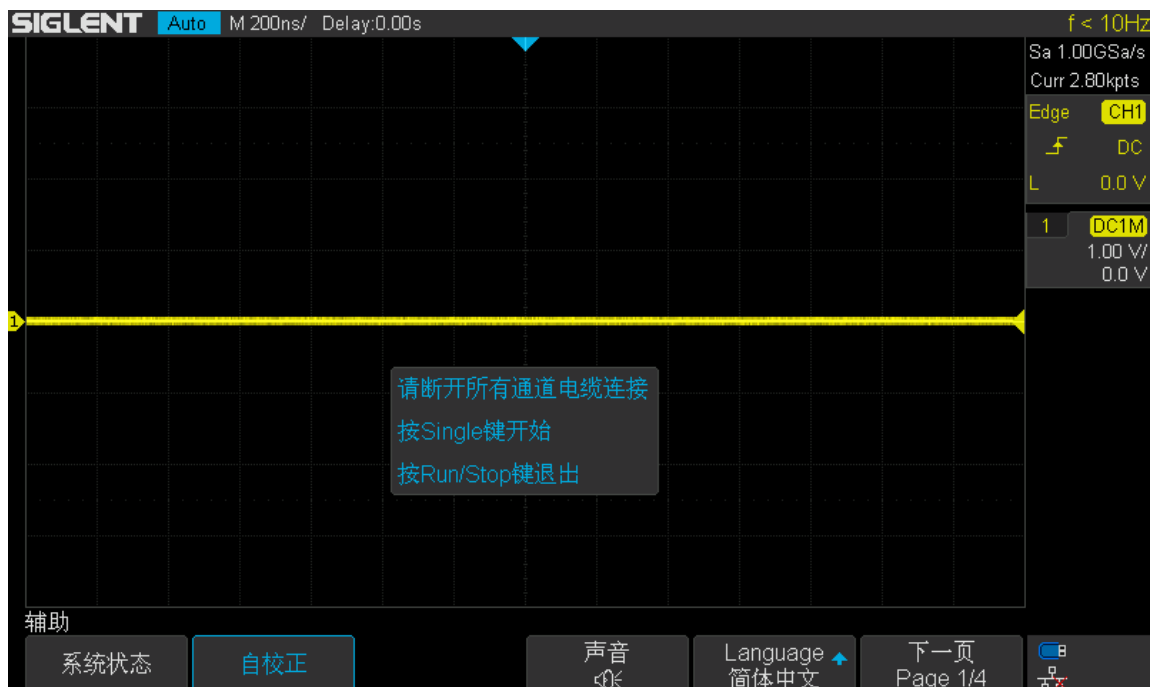 SIGLENT Auto M 200ns/ Delay:0.00s f < 10Hz
Sa 1.00GSa/s
Curr 2.80kpts
Edge CH1
DC
L 0.0 V
1 DC1M
1.00 V/
0.0 V
1
请断开所有通道电缆连接
按Single键开始
按Run/Stop键退出
辅助
系统状态
自校正
声音
Language
简体中文
下一页
Page 1/4